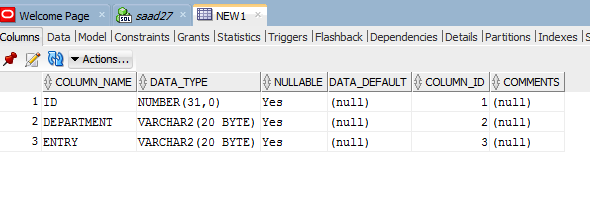 Welcome Page saad27 NEW1
Columns Data Model Constraints Grants Statistics Triggers Flashback Dependencies Details Partitions Indexes S
Actions...
COLUMN_NAME DATA_TYPE NULLABLE DATA_DEFAULT COLUMN_ID COMMENTS
1 ID NUMBER(31,0) Yes (null) 1 (null)
2 DEPARTMENT VARCHAR2(20 BYTE) Yes (null) 2 (null)
3 ENTRY VARCHAR2(20 BYTE) Yes (null) 3 (null)